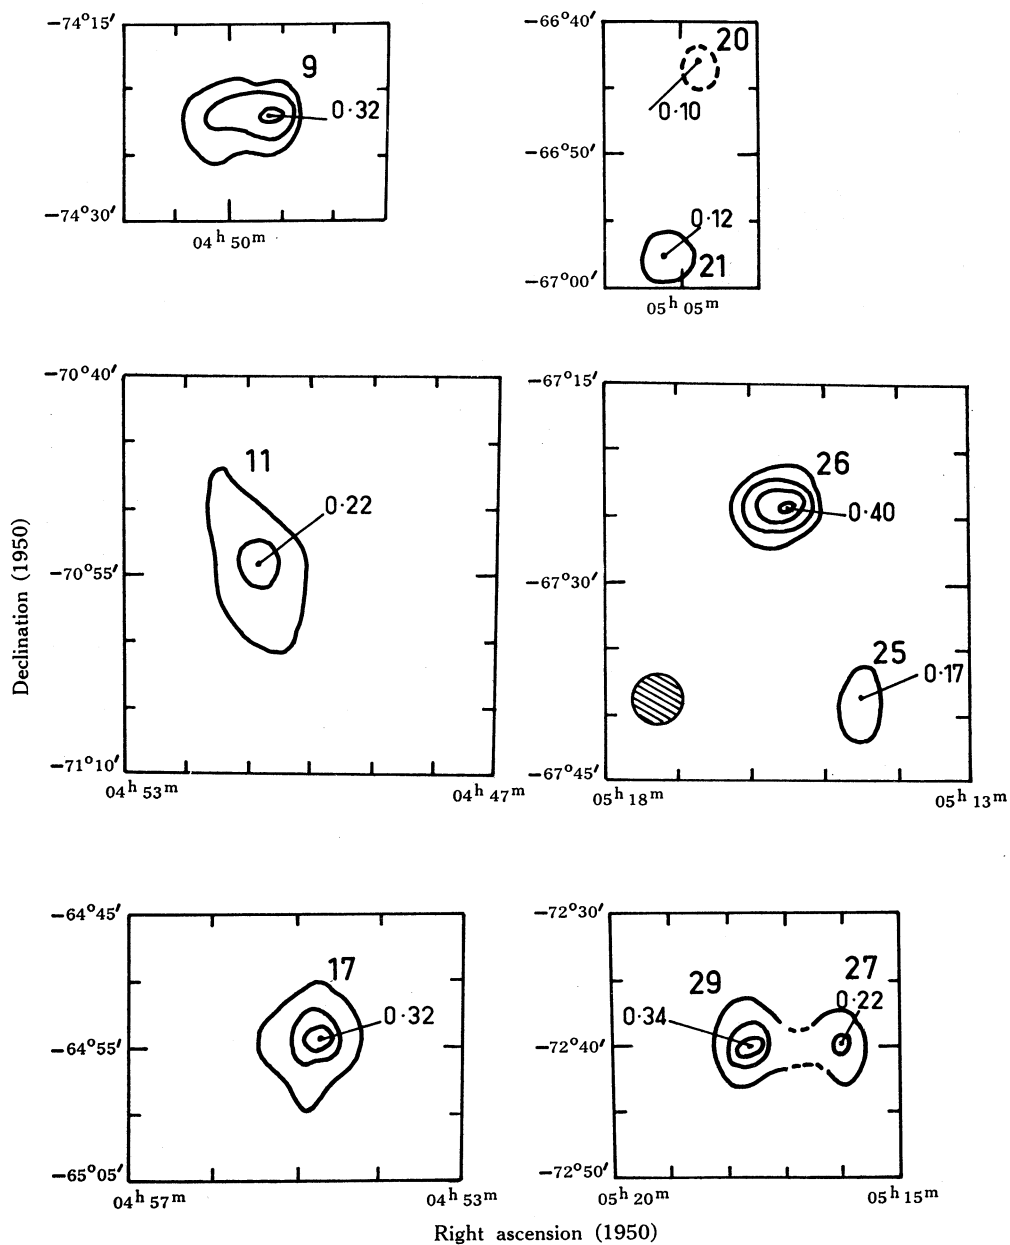 −74°15′
9
0·32
−74°30′
04ʰ 50ᵐ
−66°40′
20
0·10
−66°50′
0·12
21
−67°00′
05ʰ 05ᵐ
−70°40′
11
0·22
−70°55′
−71°10′
04ʰ 53ᵐ
04ʰ 47ᵐ
−67°15′
26
0·40
−67°30′
25
0·17
−67°45′
05ʰ 18ᵐ
05ʰ 13ᵐ
Declination (1950)
−64°45′
17
0·32
−64°55′
−65°05′
04ʰ 57ᵐ
04ʰ 53ᵐ
−72°30′
29
27
0·34
0·22
−72°40′
−72°50′
05ʰ 20ᵐ
05ʰ 15ᵐ
Right ascension (1950)